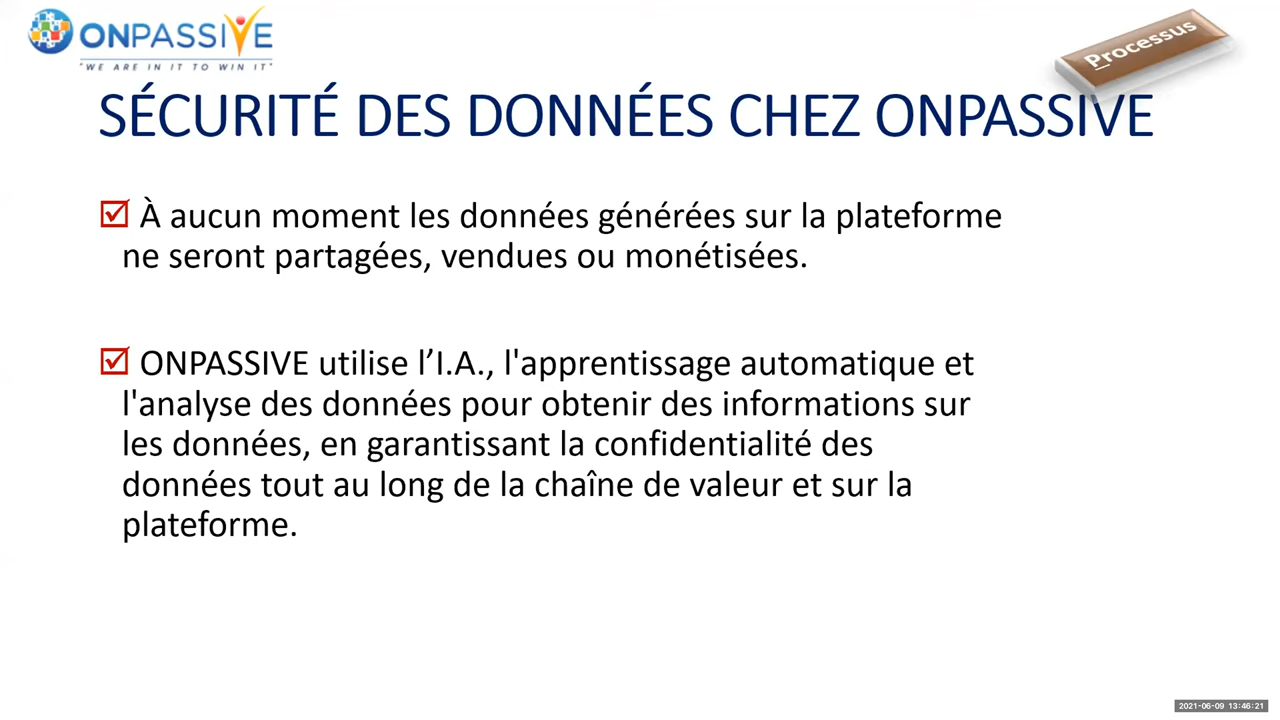 ONPASSIVE
"WE ARE IN IT TO WIN IT"
Processus
SÉCURITÉ DES DONNÉES CHEZ ONPASSIVE
☑ À aucun moment les données générées sur la plateforme
ne seront partagées, vendues ou monétisées.
☑ ONPASSIVE utilise l’I.A., l'apprentissage automatique et
l'analyse des données pour obtenir des informations sur
les données, en garantissant la confidentialité des
données tout au long de la chaîne de valeur et sur la
plateforme.
2021-06-09 13:46:21